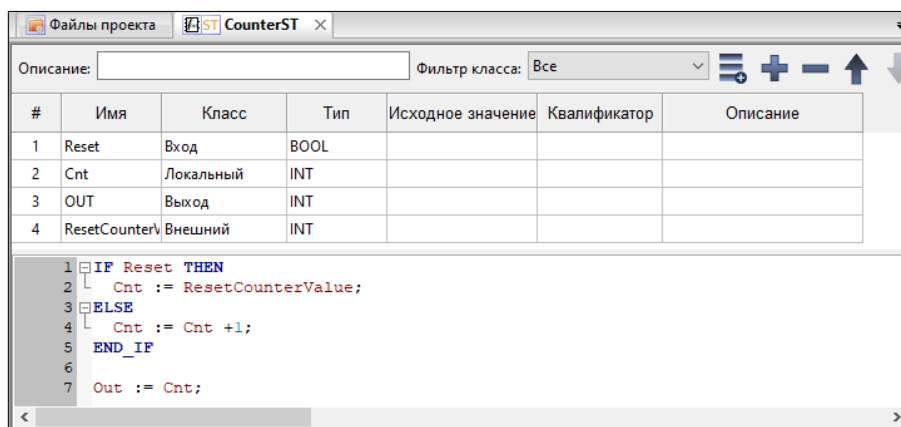 Файлы проекта ST CounterST
Описание: Фильтр класса: Все
# Имя Класс Тип Исходное значение Квалификатор Описание
1 Reset Вход BOOL
2 Cnt Локальный INT
3 OUT Выход INT
4 ResetCounterV Внешний INT
1 IF Reset THEN
2 Cnt := ResetCounterValue;
3 ELSE
4 Cnt := Cnt +1;
5 END_IF
6
7 Out := Cnt;